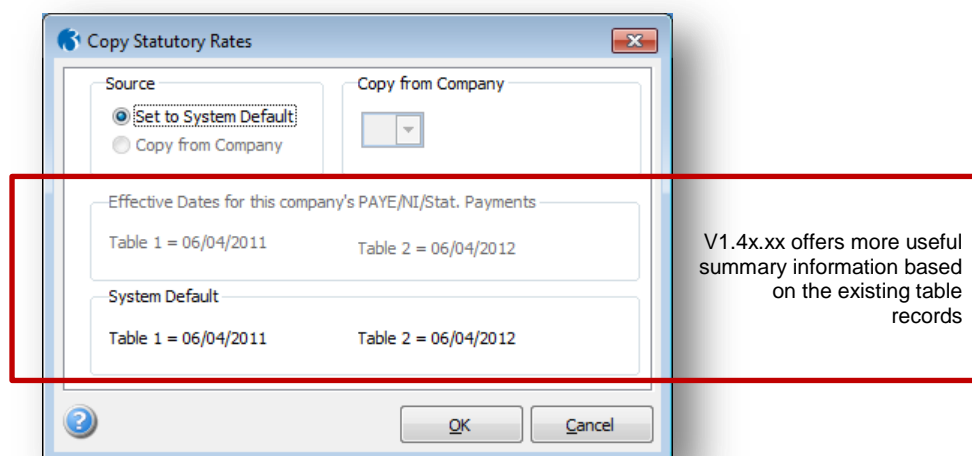 Copy Statutory Rates
Source
Set to System Default
Copy from Company
Copy from Company
Effective Dates for this company's PAYE/NI/Stat. Payments
Table 1 = 06/04/2011
Table 2 = 06/04/2012
System Default
Table 1 = 06/04/2011
Table 2 = 06/04/2012
OK
Cancel
V1.4x.xx offers more useful
summary information based
on the existing table
records